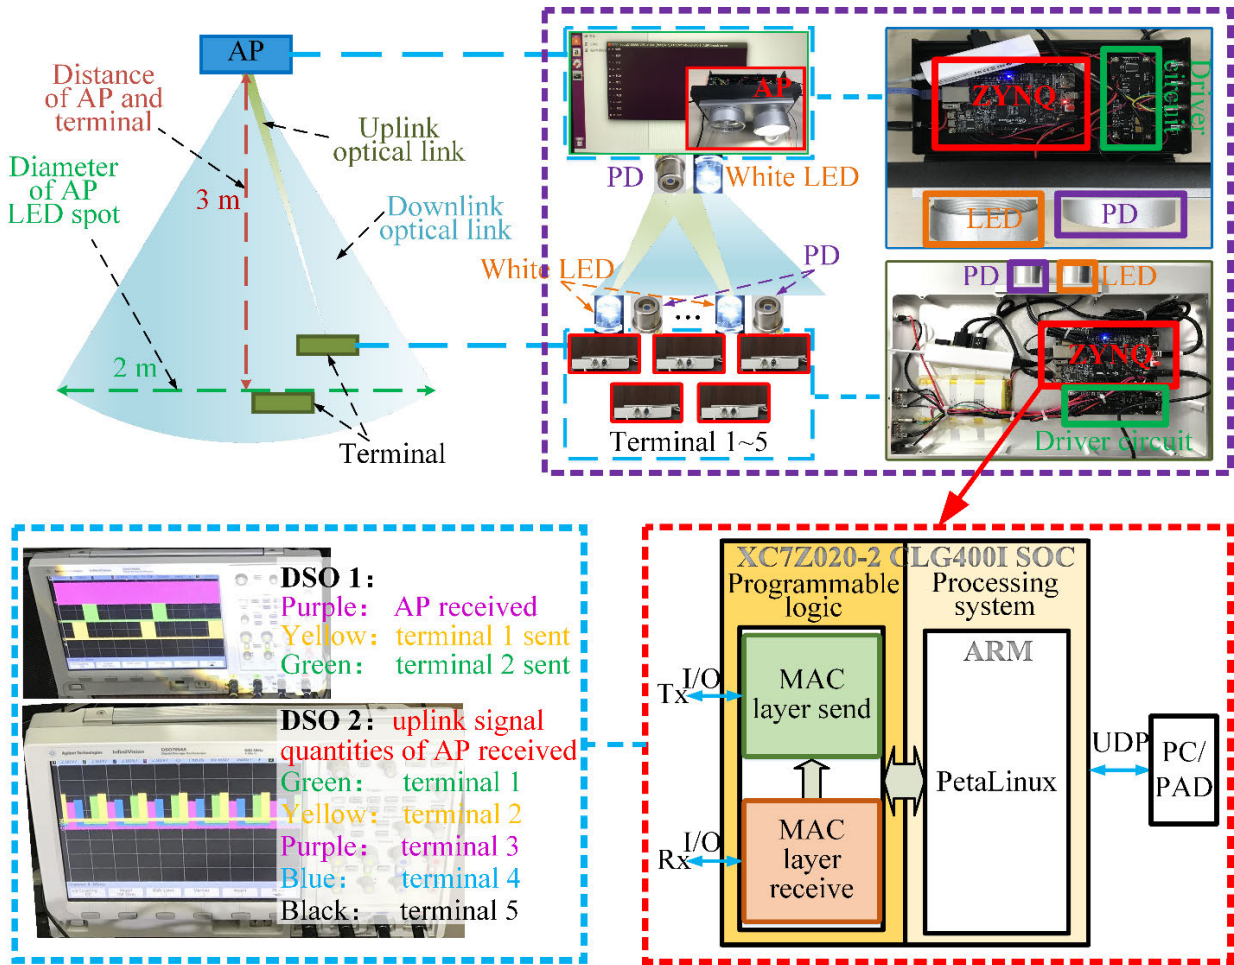 AP
Distance
of AP and
terminal
Uplink
optical link
Diameter
of AP
LED spot
3 m
Downlink
optical link
2 m
Terminal
AP
PD
White LED
White LED
PD
...
Terminal 1~5
ZYNQ
Driver
circuit
LED
PD
PD
LED
ZYNQ
Driver circuit
DSO 1:
Purple: AP received
Yellow: terminal 1 sent
Green: terminal 2 sent
DSO 2: uplink signal
quantities of AP received
Green: terminal 1
Yellow: terminal 2
Purple: terminal 3
Blue: terminal 4
Black: terminal 5
Agilent Technologies
XC7Z020-2 CLG400I SOC
Programmable
logic
Processing
system
MAC
layer send
MAC
layer
receive
ARM
PetaLinux
I/O
Tx
I/O
Rx
UDP
PC/
PAD